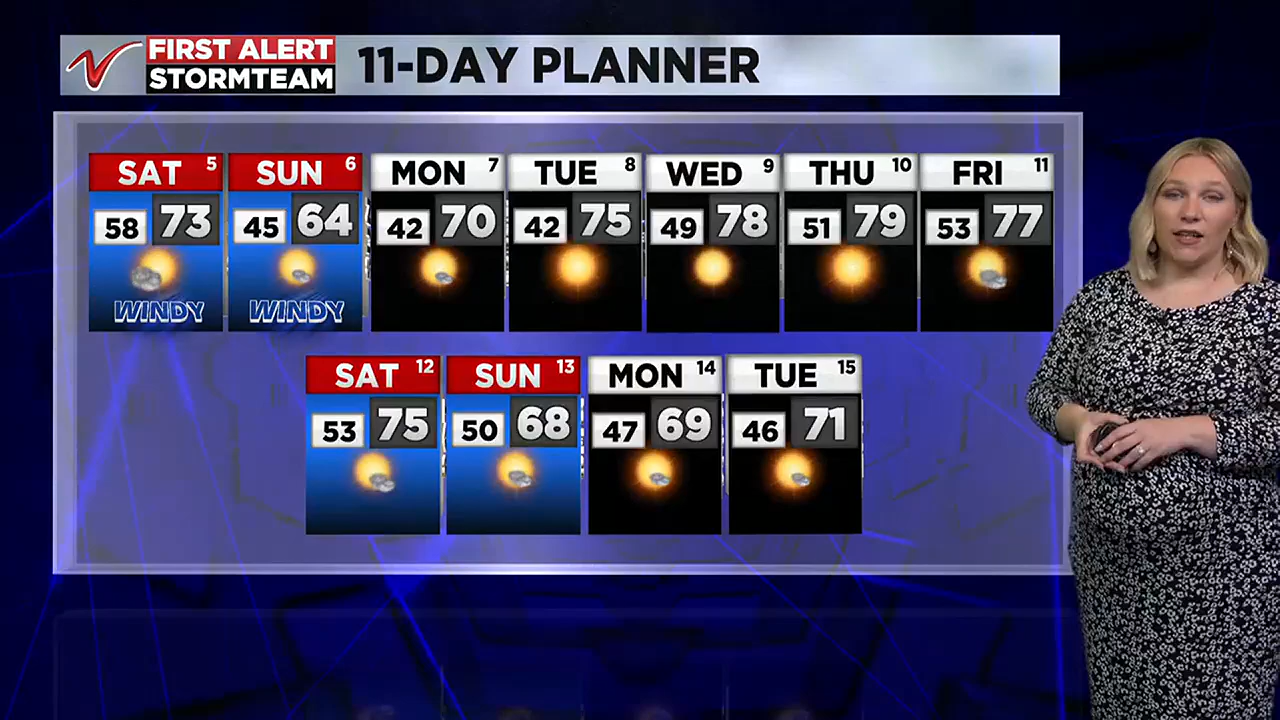 FIRST ALERT
STORMTEAM
11-DAY PLANNER
SAT 5 SUN 6 MON 7 TUE 8 WED 9 THU 10 FRI 11
58 73 45 64 42 70 42 75 49 78 51 79 53 77
WINDY WINDY
SAT 12 SUN 13 MON 14 TUE 15
53 75 50 68 47 69 46 71